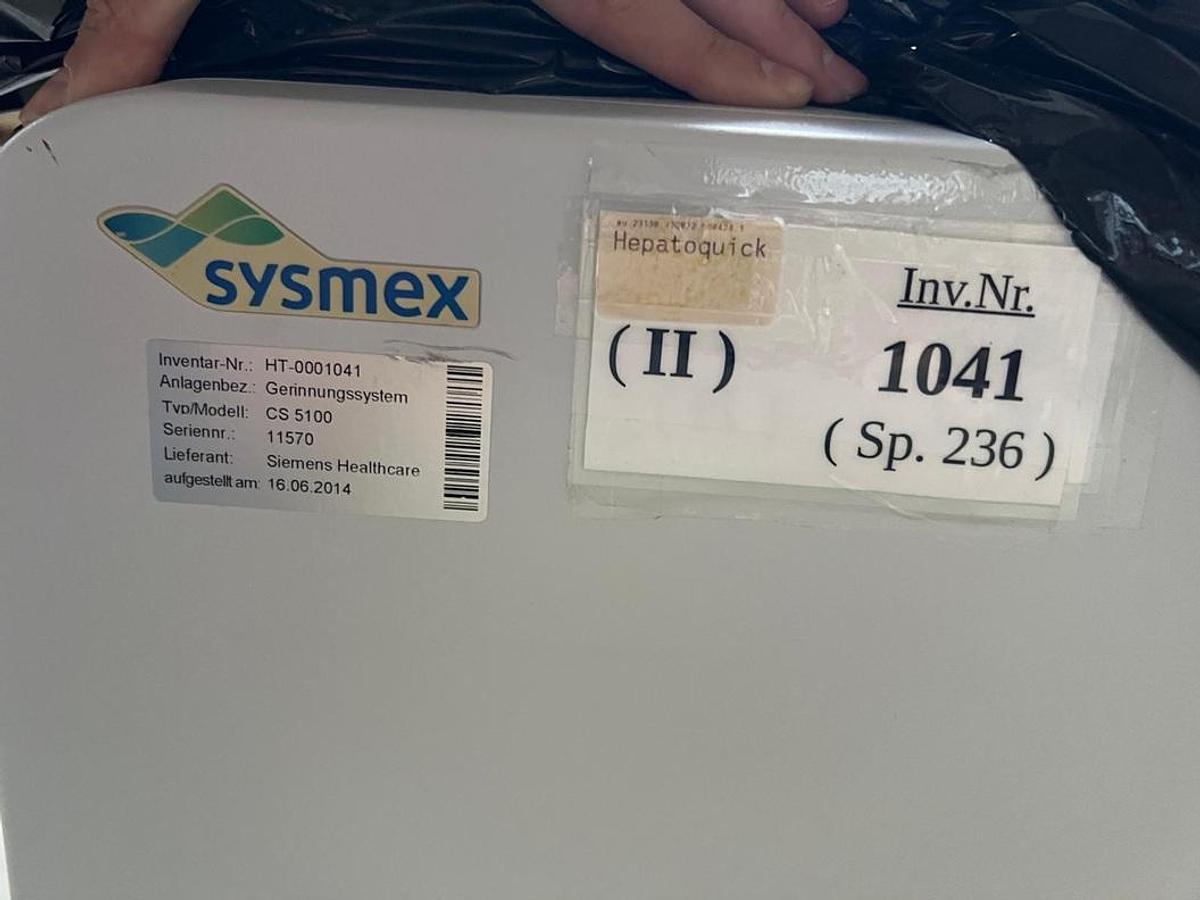 sysmex
Inventar-Nr.: HT-0001041
Anlagenbez.: Gerinnungssystem
Typ/Modell: CS 5100
Seriennr.: 11570
Lieferant: Siemens Healthcare
aufgestellt am: 16.06.2014
Hepatoquick
Inv.Nr.
( II ) 1041
( Sp. 236 )